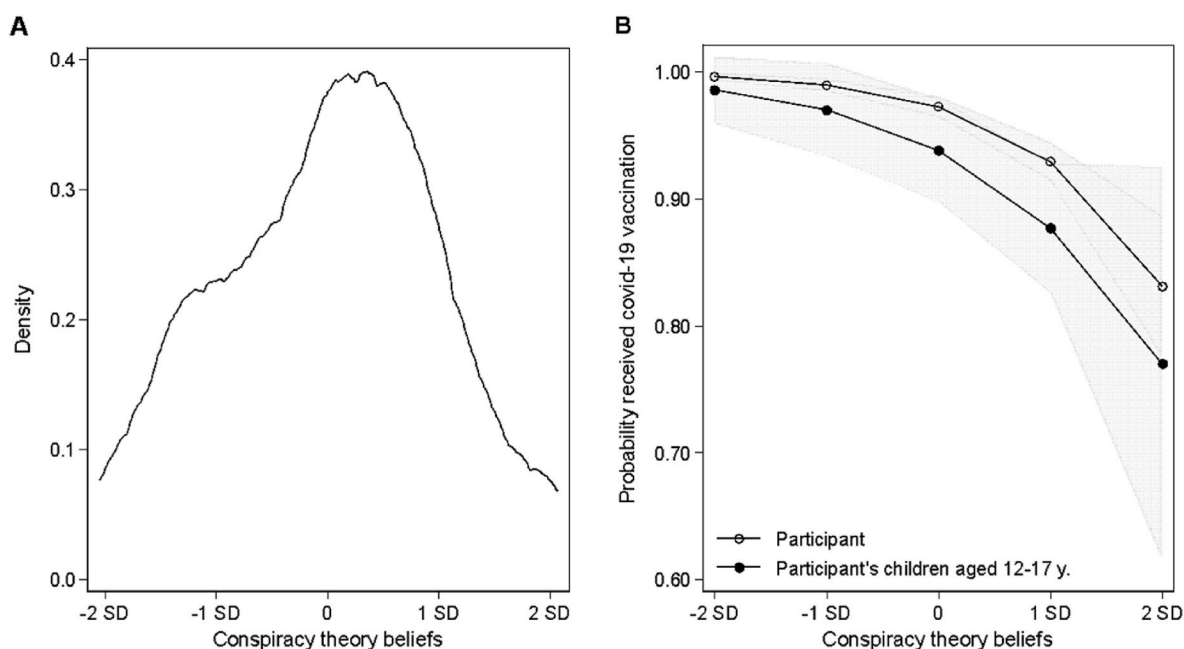 A
Density
0.4
0.3
0.2
0.1
0.0
-2 SD
-1 SD
0
1 SD
2 SD
Conspiracy theory beliefs
B
Probability received covid-19 vaccination
1.00
0.90
0.80
0.70
0.60
Participant
Participant's children aged 12-17 y.
-2 SD
-1 SD
0
1 SD
2 SD
Conspiracy theory beliefs